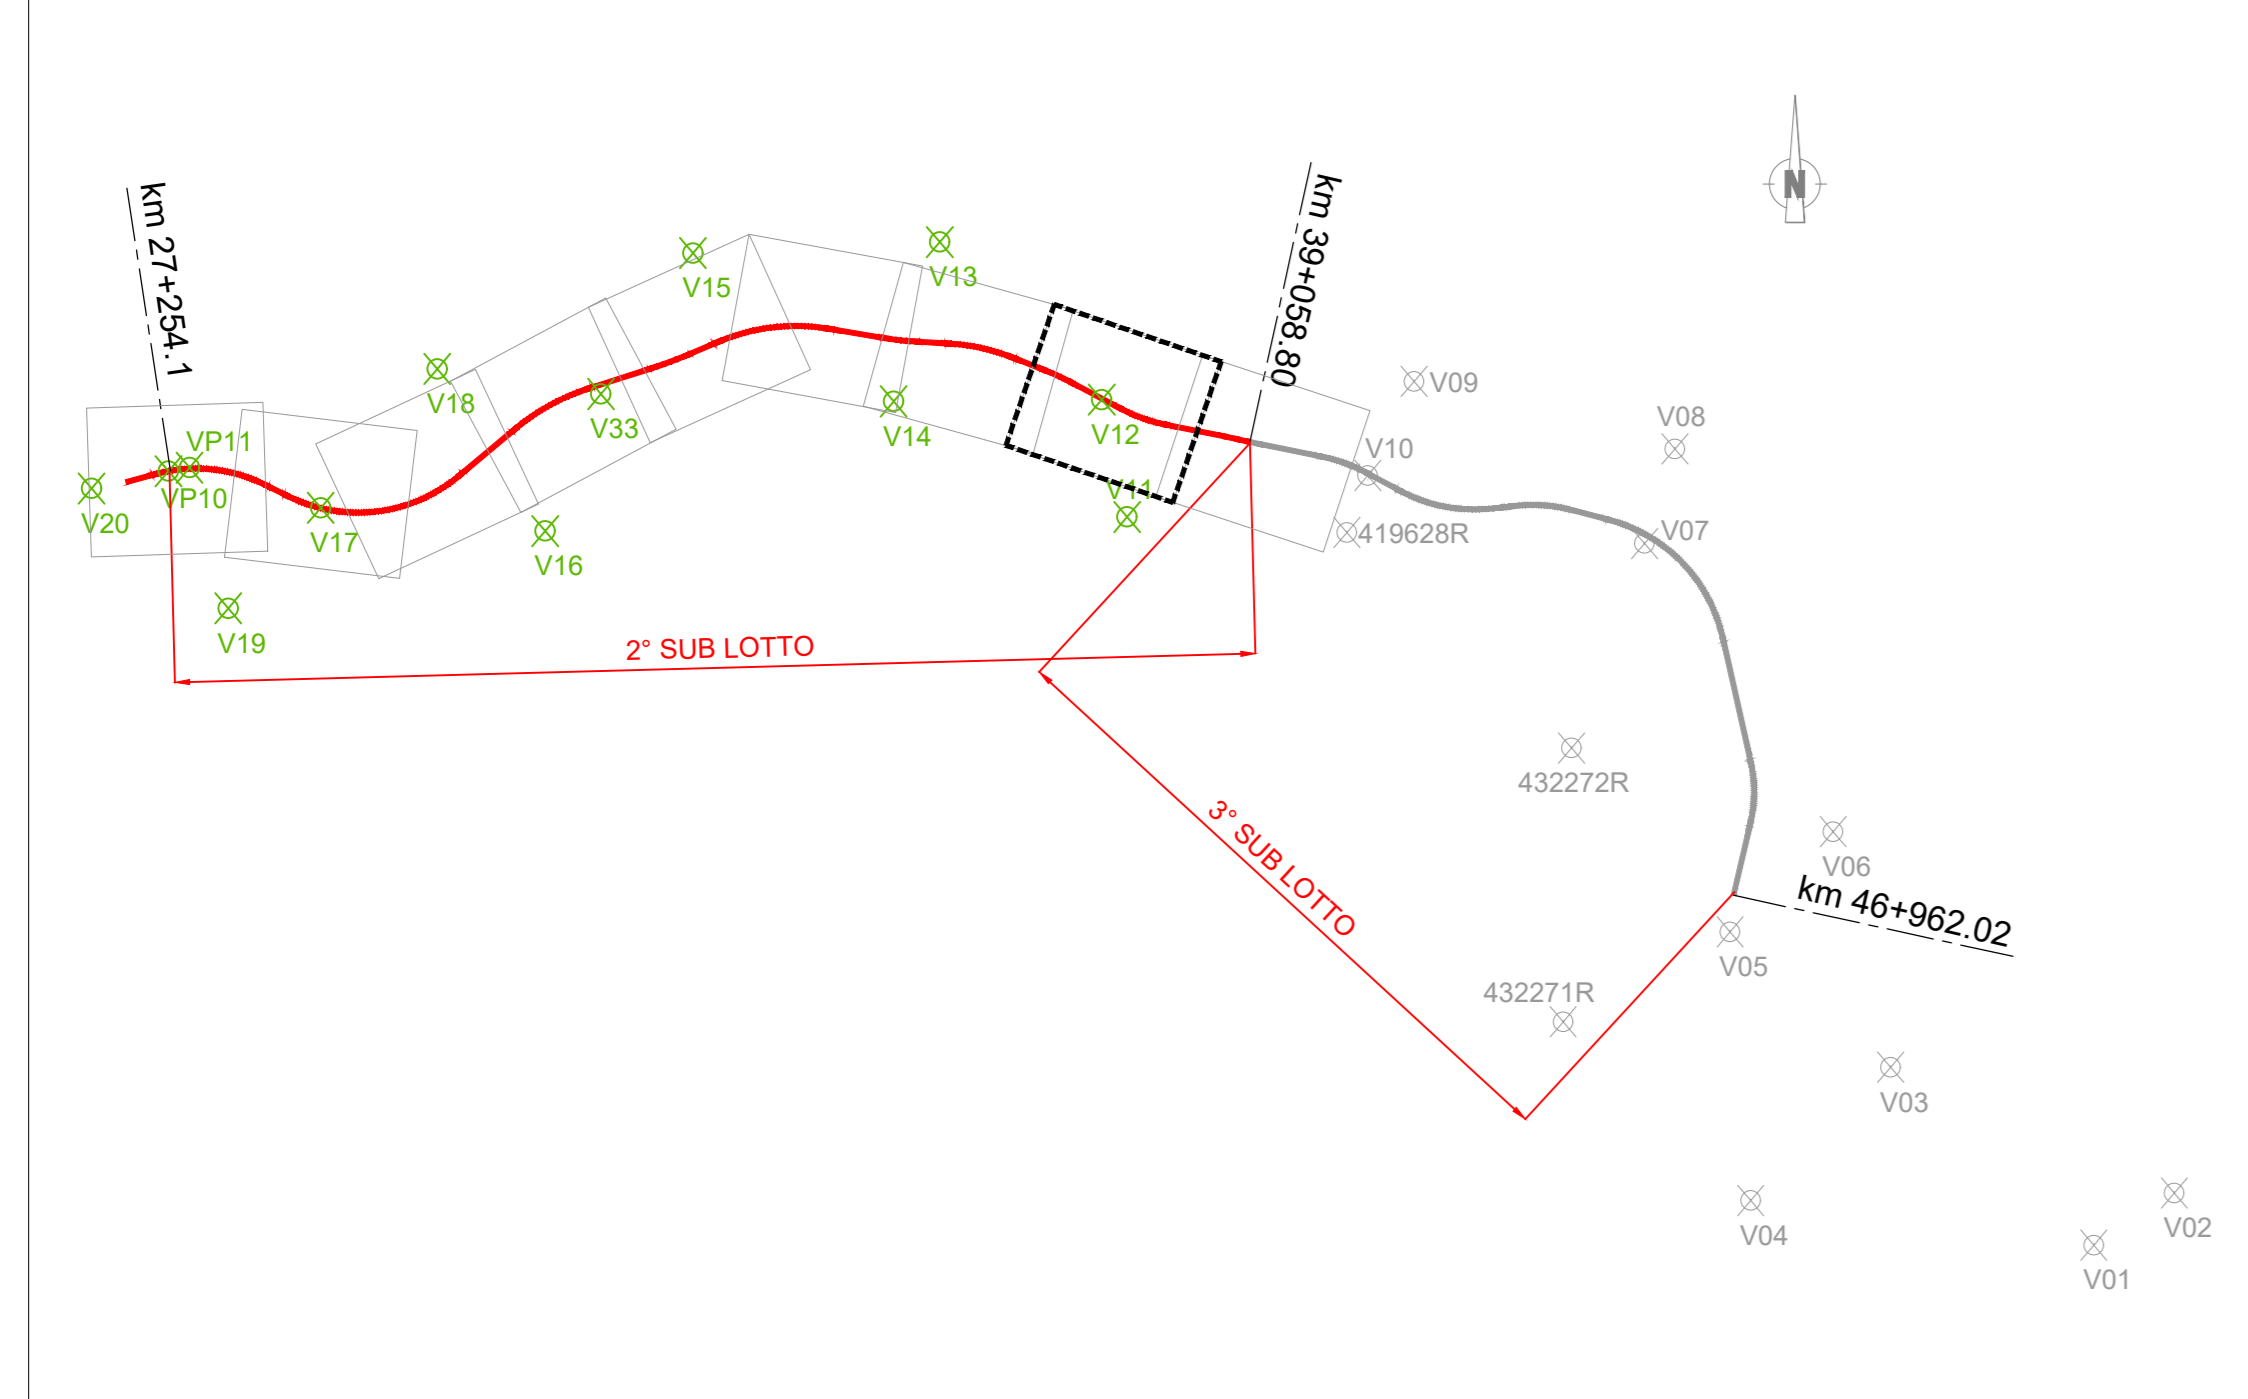 km 27+254.1
km 39+058.80
N
V15
V13
V18
V33
V14
V12
V09
V08
V10
VP11
VP10
V20
V17
V16
V11
419628R
V07
V19
2° SUB LOTTO
432272R
3° SUB LOTTO
V06
km 46+962.02
V05
432271R
V03
V04
V02
V01